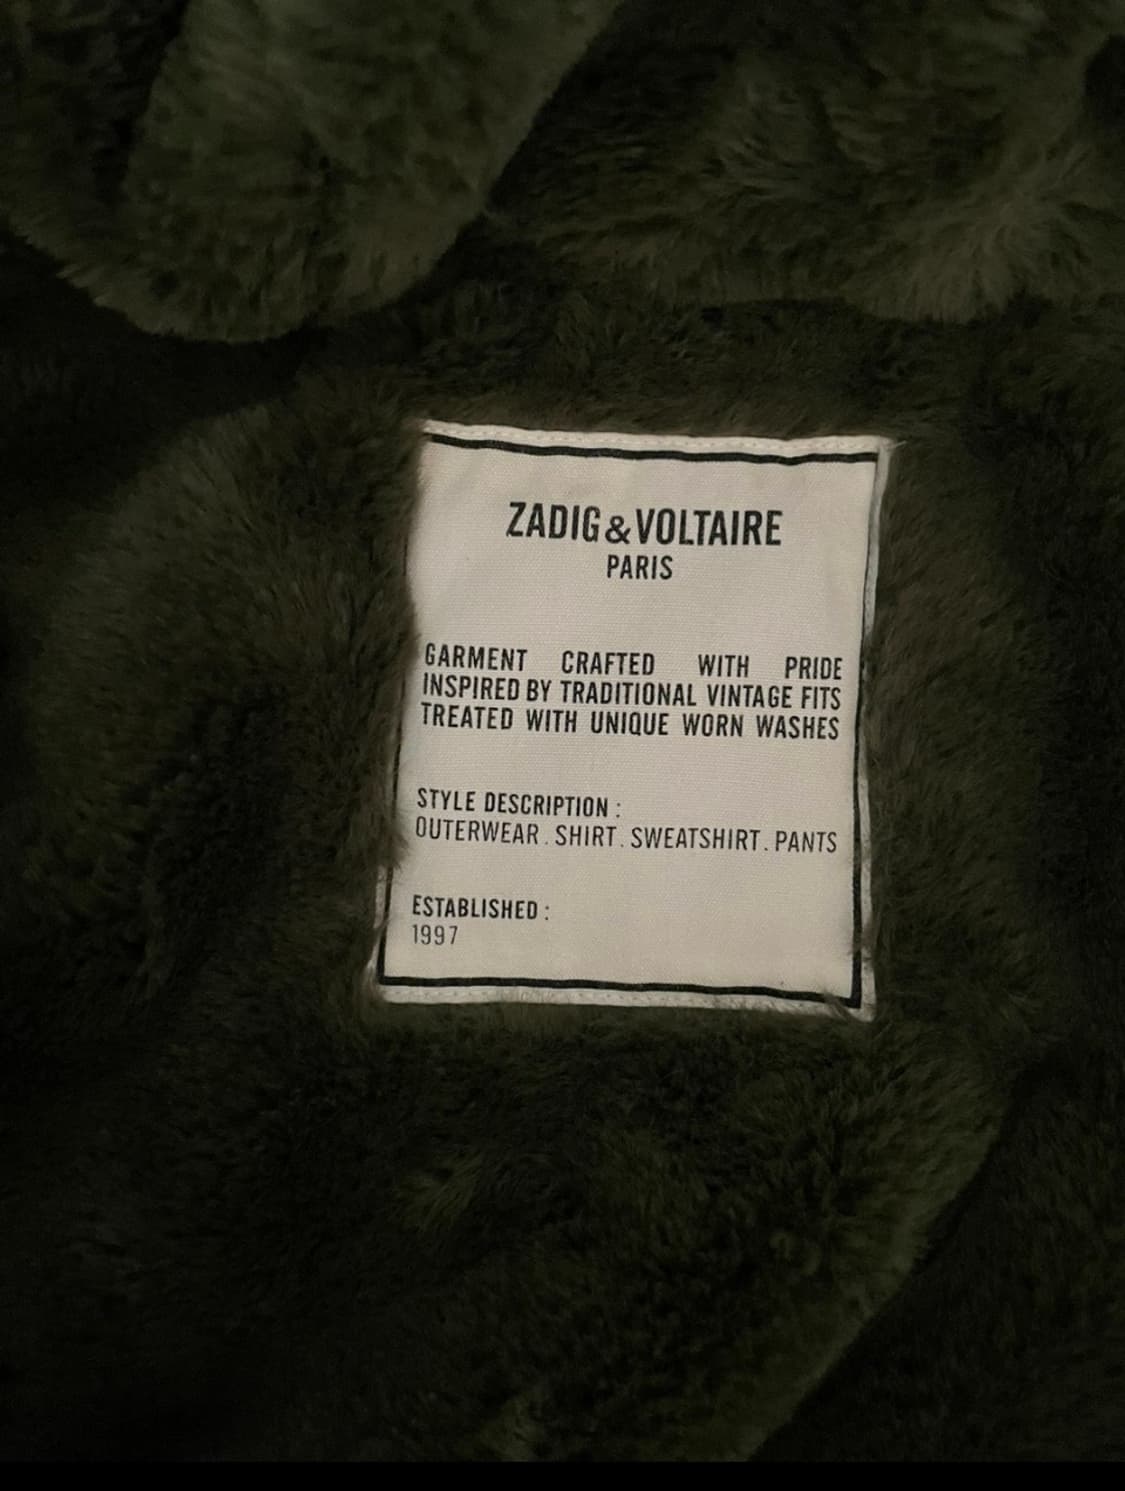 ZADIG&VOLTAIRE
PARIS
GARMENT CRAFTED WITH PRIDE
INSPIRED BY TRADITIONAL VINTAGE FITS
TREATED WITH UNIQUE WORN WASHES
STYLE DESCRIPTION :
OUTERWEAR . SHIRT . SWEATSHIRT . PANTS
ESTABLISHED :
1997